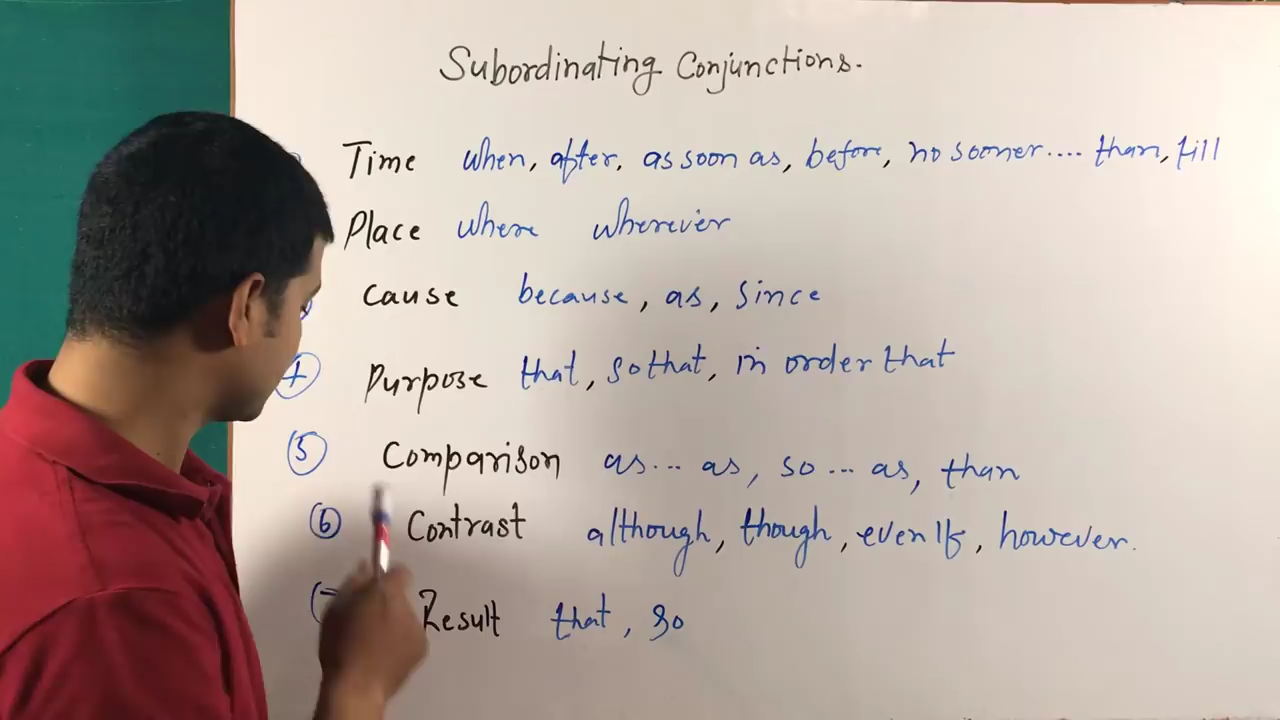 Subordinating Conjunctions.
Time when, after, as soon as, before, no sooner.... than, till
Place where wherever
cause because, as, since
4 Purpose that, so that, in order that
5 Comparison as... as, so... as, than
6 Contrast although, though, even if, however.
Result that, so